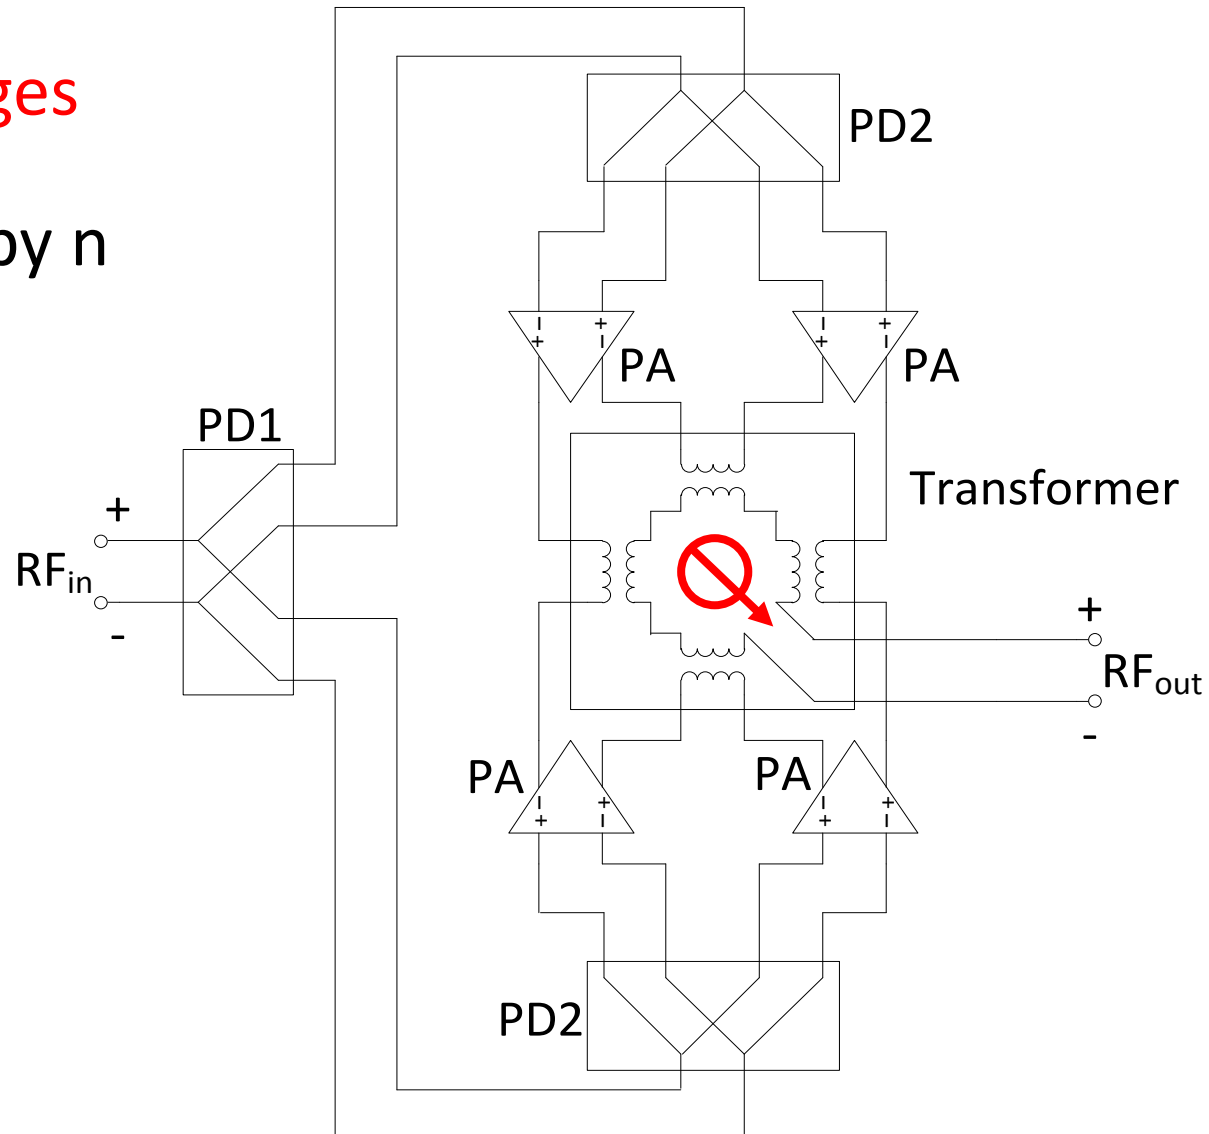 ges
PD2
by n
- +
+ -
- +
+ -
PA
PA
PD1
Transformer
+
RFin
-
+
RFout
-
PA
PA
- +
+ -
- +
+ -
PD2